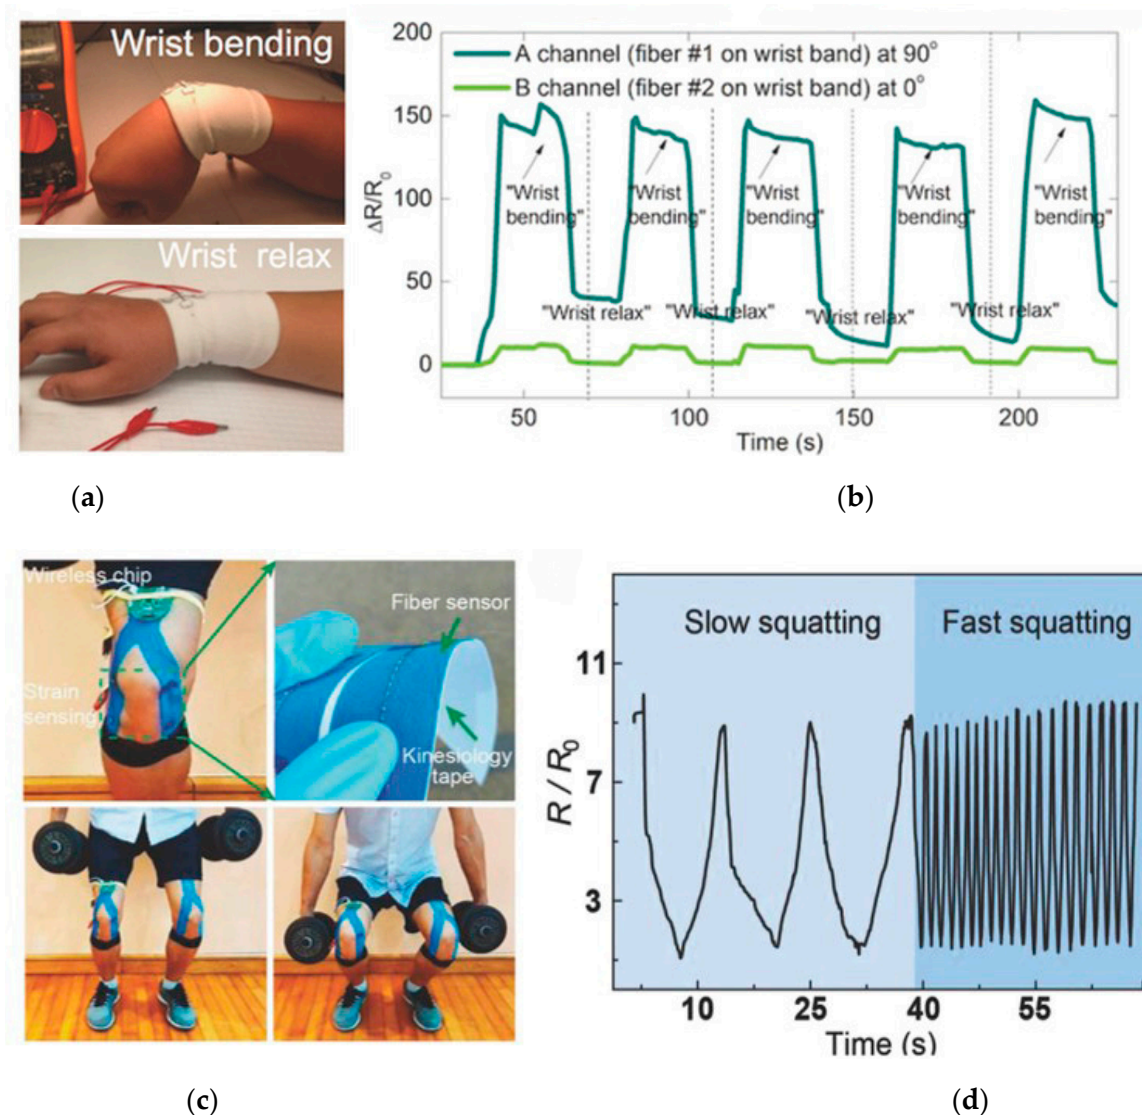 Wrist bending
Wrist relax
(a)
200
150
100
50
0
ΔR/R₀
A channel (fiber #1 on wrist band) at 90°
B channel (fiber #2 on wrist band) at 0°
"Wrist
bending"
"Wrist
bending"
"Wrist
bending"
"Wrist
bending"
"Wrist
bending"
"Wrist relax"
"Wrist relax"
"Wrist relax"
"Wrist relax"
50
100
150
200
Time (s)
(b)
Wireless chip
Strain
sensing
Fiber sensor
Kinesiology
tape
(c)
Slow squatting
Fast squatting
11
7
3
R / R₀
10
25
40
55
Time (s)
(d)